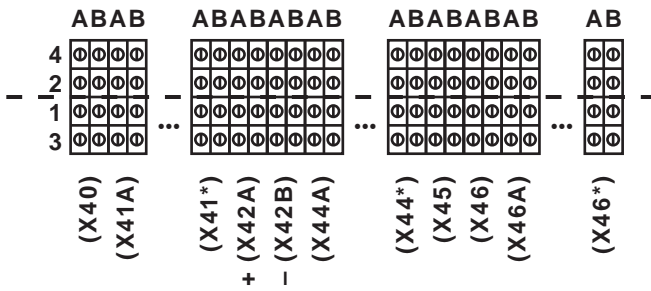 ABAB ABABABAB ABABABAB AB
4
2
1
3
... ... ...
(X40) (X41A) (X41*) (X42A) (X42B) (X44A) (X44*) (X45) (X46) (X46A) (X46*)
+ –